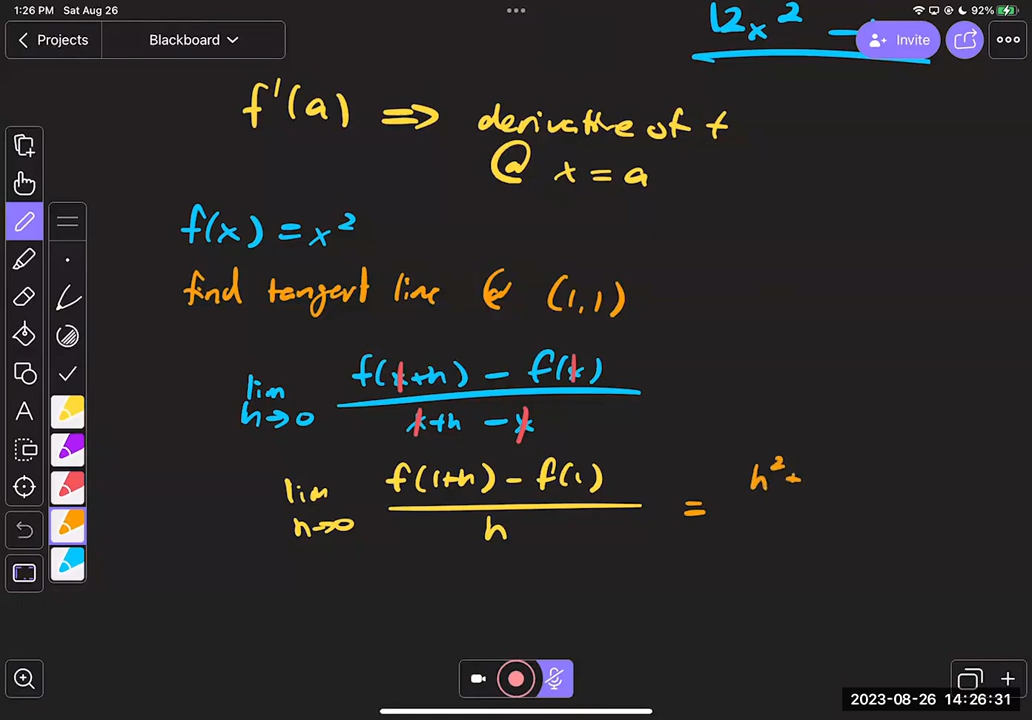 1:26 PM Sat Aug 26
92%
Projects
Blackboard
12x² –
Invite
f'(a) ⇒ derivative of f
@ x = a
f(x) = x²
find tangent line @ (1,1)
lim h→0 f(x+h) – f(x) / x+h – x
lim h→0 f(1+h) – f(1) / h = h² +
A
2023-08-26 14:26:31